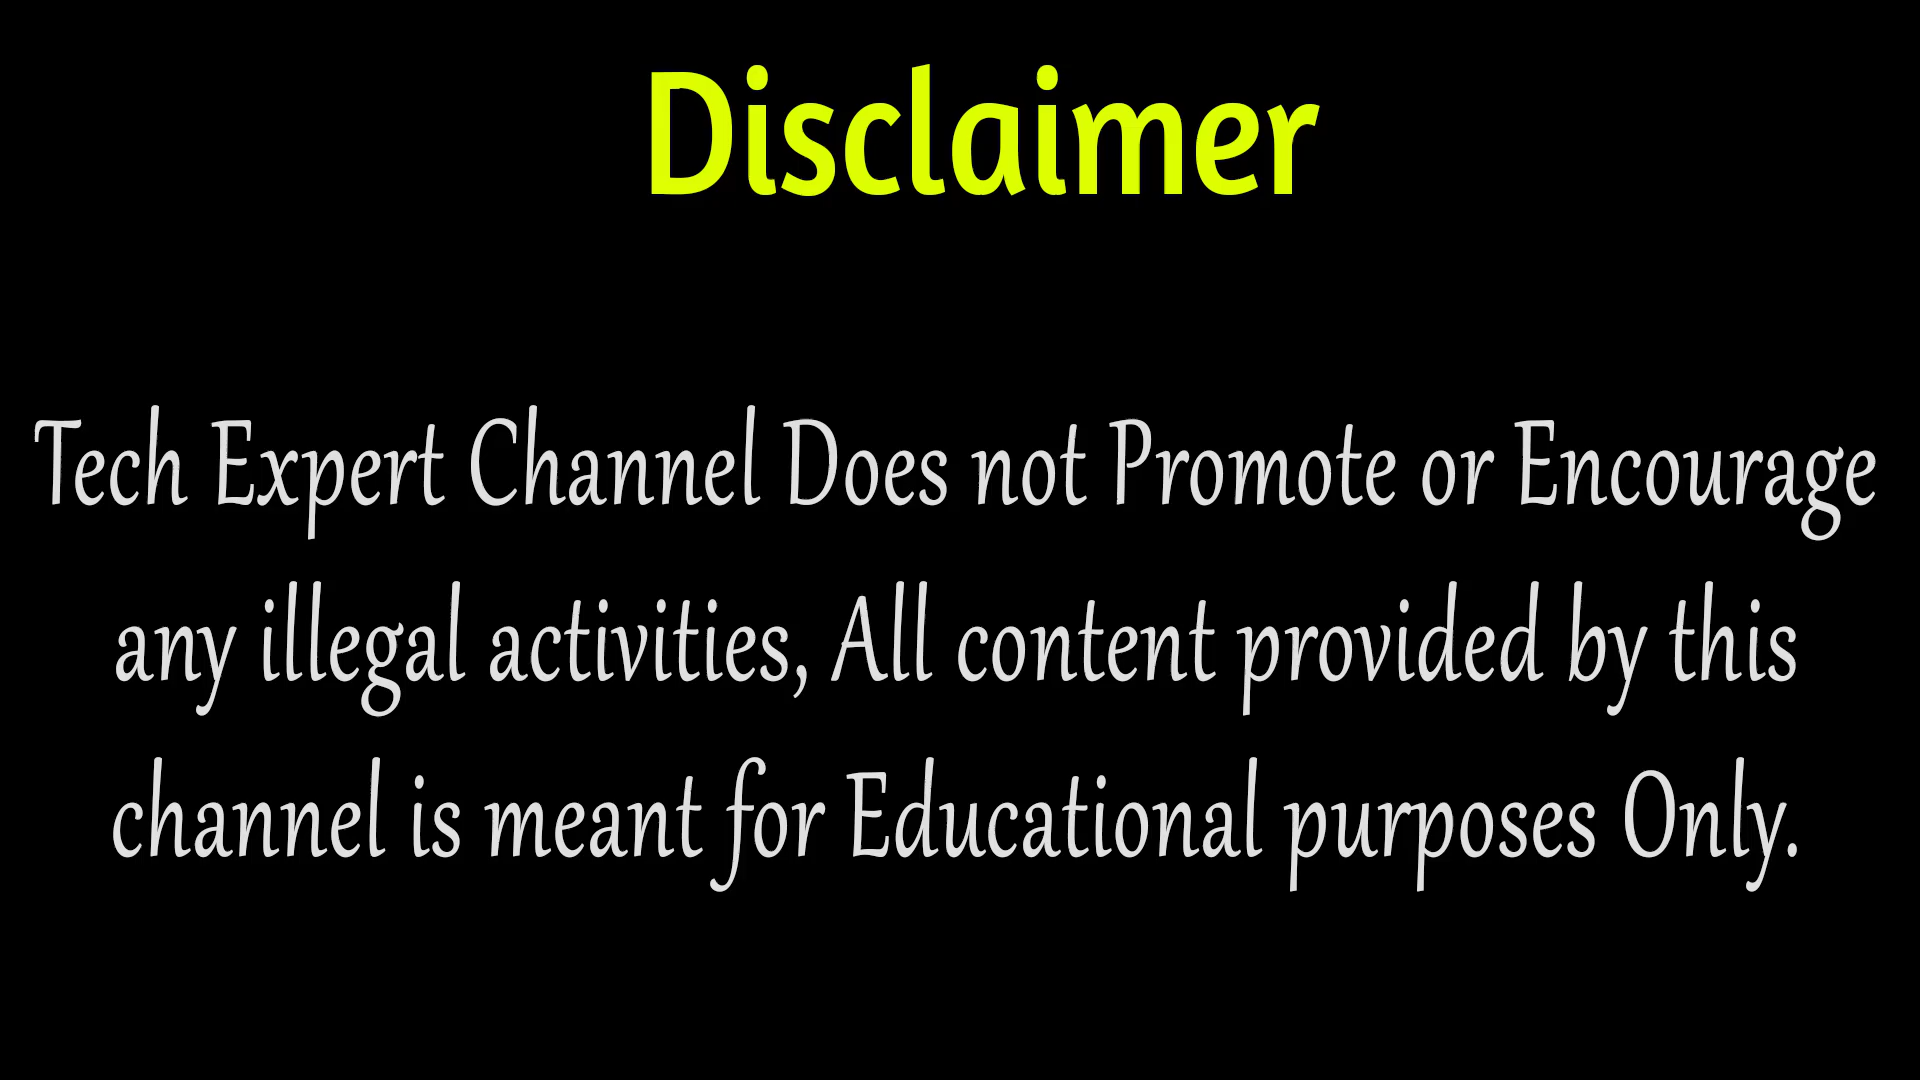 Disclaimer
Tech Expert Channel Does not Promote or Encourage
any illegal activities, All content provided by this
channel is meant for Educational purposes Only.